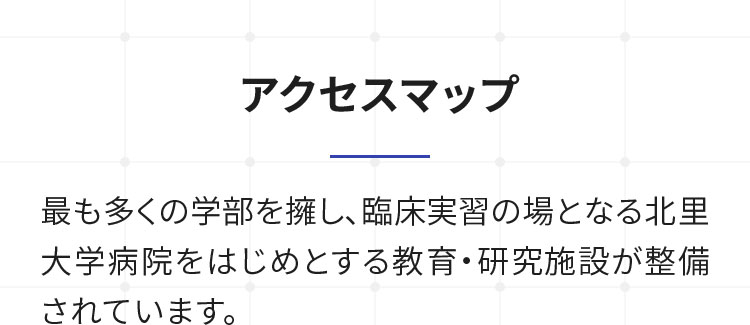 アクセスマップ
最も多くの学部を擁し、臨床実習の場となる北里
大学病院をはじめとする教育・研究施設が整備
されています。